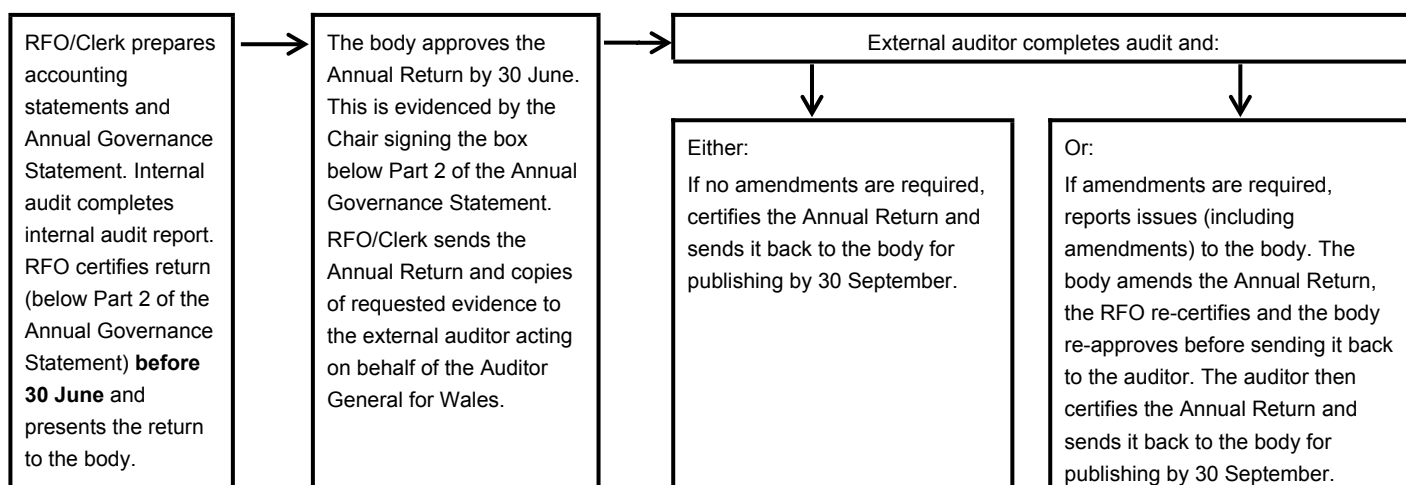 RFO/Clerk prepares
accounting
statements and
Annual Governance
Statement. Internal
audit completes
internal audit report.
RFO certifies return
(below Part 2 of the
Annual Governance
Statement) before
30 June and
presents the return
to the body.
The body approves the
Annual Return by 30 June.
This is evidenced by the
Chair signing the box
below Part 2 of the Annual
Governance Statement.
RFO/Clerk sends the
Annual Return and copies
of requested evidence to
the external auditor acting
on behalf of the Auditor
General for Wales.
External auditor completes audit and:
Either:
If no amendments are required,
certifies the Annual Return and
sends it back to the body for
publishing by 30 September.
Or:
If amendments are required,
reports issues (including
amendments) to the body. The
body amends the Annual Return,
the RFO re-certifies and the body
re-approves before sending it back
to the auditor. The auditor then
certifies the Annual Return and
sends it back to the body for
publishing by 30 September.